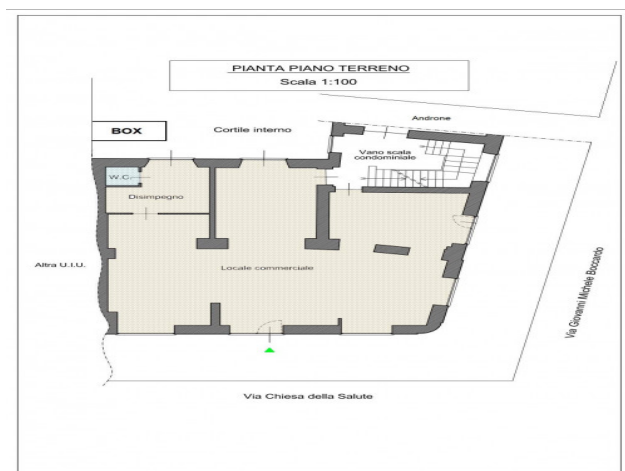 PIANTA PIANO TERRENO
Scala 1:100
Androne
BOX
Cortile interno
Vano scala
condominiale
W.C.
Disimpegno
Altra U.I.U.
Locale commerciale
Via Giovanni Michele Boccardo
Via Chiesa della Salute